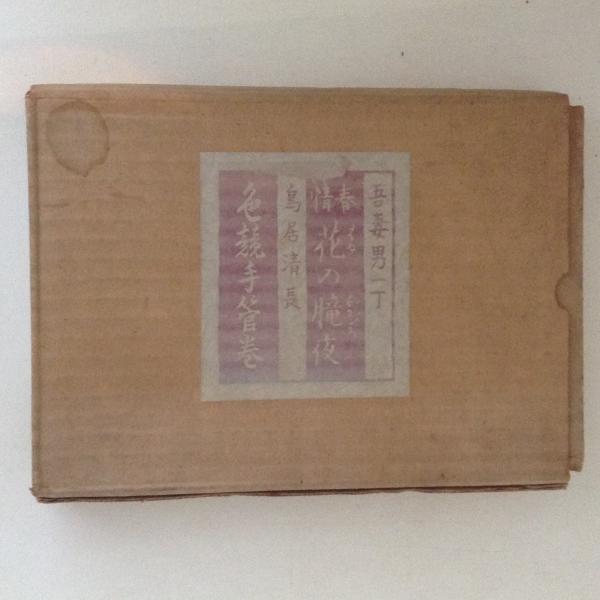 吾妻男一丁
春情
花の朧夜
鳥居清長
色競手管巻